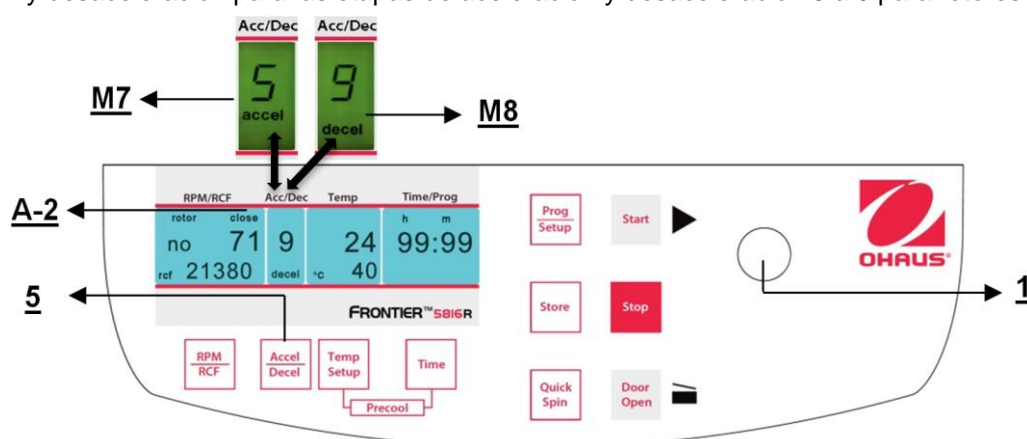 Acc/Dec Acc/Dec
5 9
accel decel
M7 M8
RPM/RCF Acc/Dec Temp Time/Prog
rotor close h m
no 71 9 24 99:99
rcf 21380 decel °C 40
A-2
5
FRONTIER™ 5816R
RPM
RCF
Accel
Decel
Temp
Setup
Time
Precool
Prog
Setup
Start
Store
Stop
Quick
Spin
Door
Open
OHAUS®
1